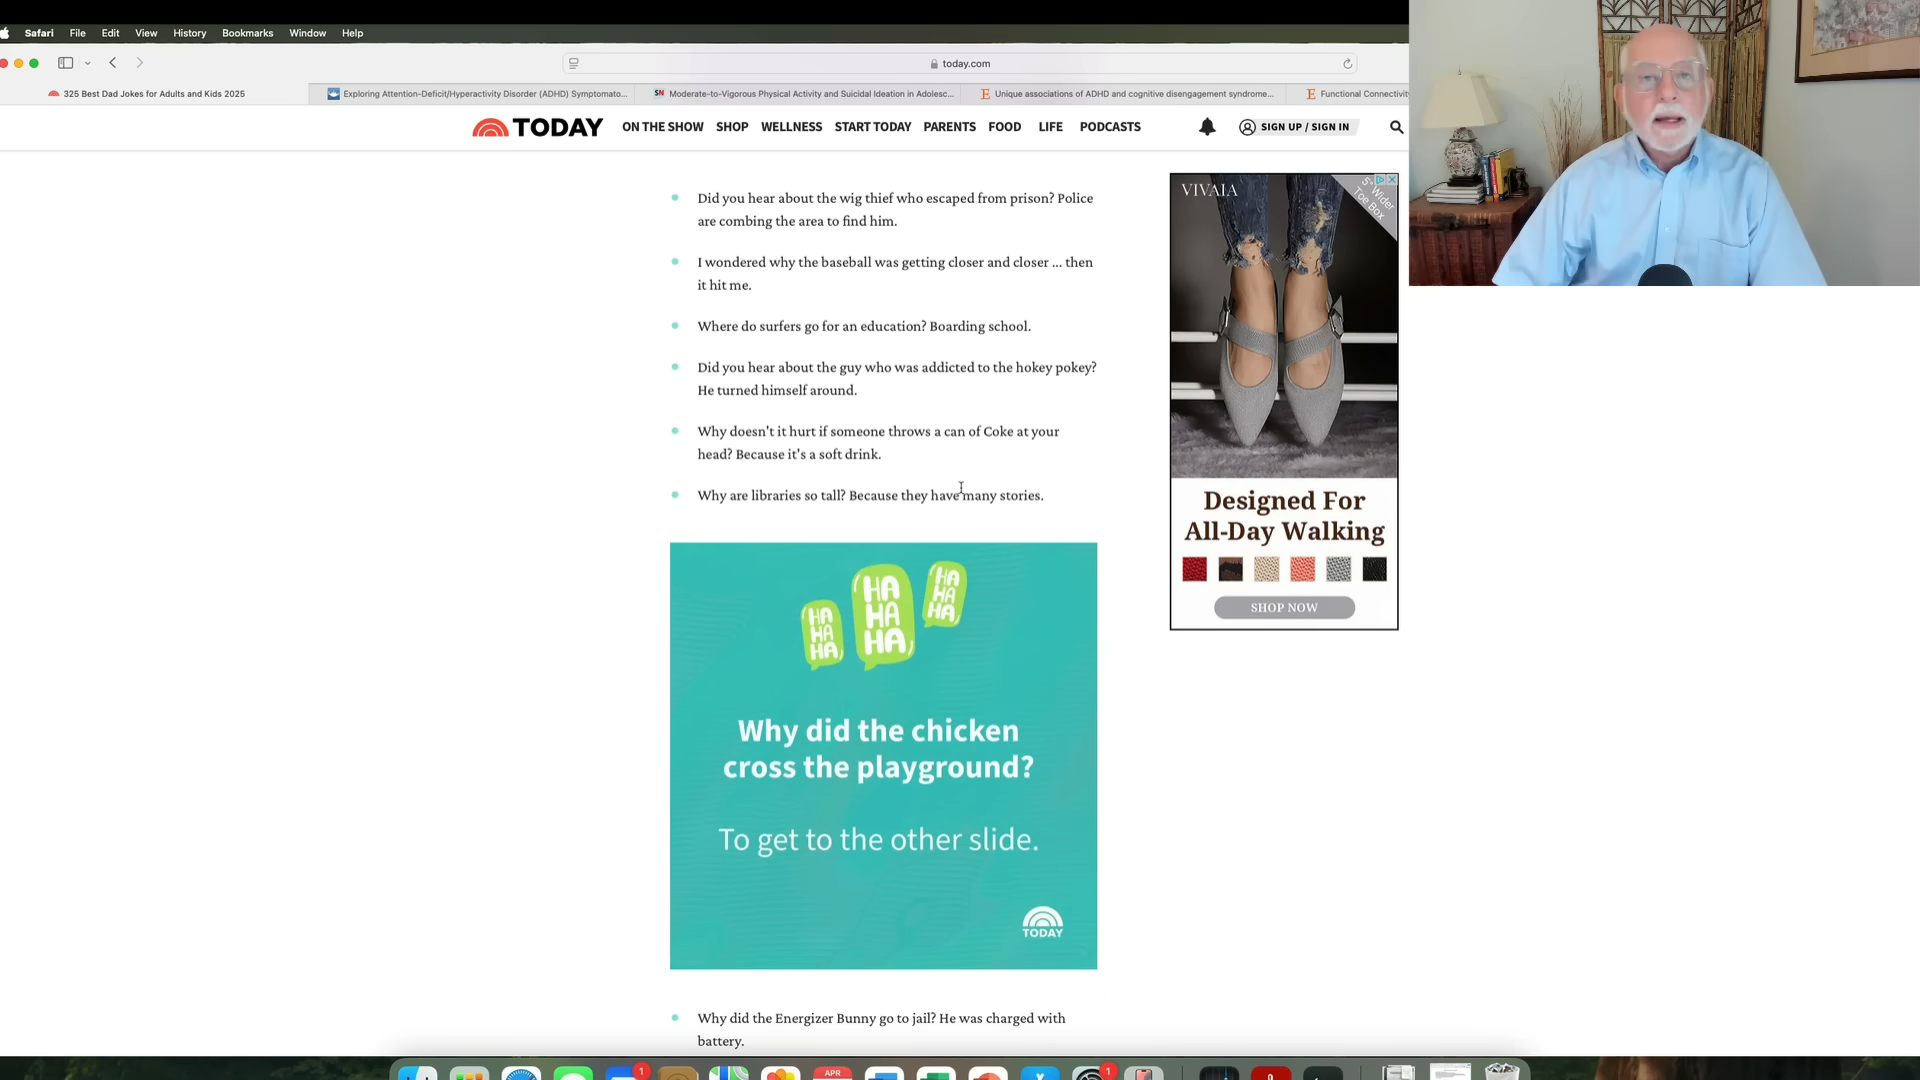 Safari File Edit View History Bookmarks Window Help
today.com
325 Best Dad Jokes for Adults and Kids 2025
Exploring Attention-Deficit/Hyperactivity Disorder (ADHD) Symptomato...
SN Moderate-to-Vigorous Physical Activity and Suicidal Ideation in Adolesc...
E Unique associations of ADHD and cognitive disengagement syndrome...
E Functional Connectivity
TODAY ON THE SHOW SHOP WELLNESS START TODAY PARENTS FOOD LIFE PODCASTS SIGN UP / SIGN IN
Did you hear about the wig thief who escaped from prison? Police
are combing the area to find him.
I wondered why the baseball was getting closer and closer ... then
it hit me.
Where do surfers go for an education? Boarding school.
Did you hear about the guy who was addicted to the hokey pokey?
He turned himself around.
Why doesn't it hurt if someone throws a can of Coke at your
head? Because it's a soft drink.
Why are libraries so tall? Because they have many stories.
VIVAIA
5° Wider
Toe Box
Designed For
All-Day Walking
SHOP NOW
HA HA HA
HA HA HA
HA HA HA
Why did the chicken
cross the playground?
To get to the other slide.
TODAY
Why did the Energizer Bunny go to jail? He was charged with
battery.
1
APR
1